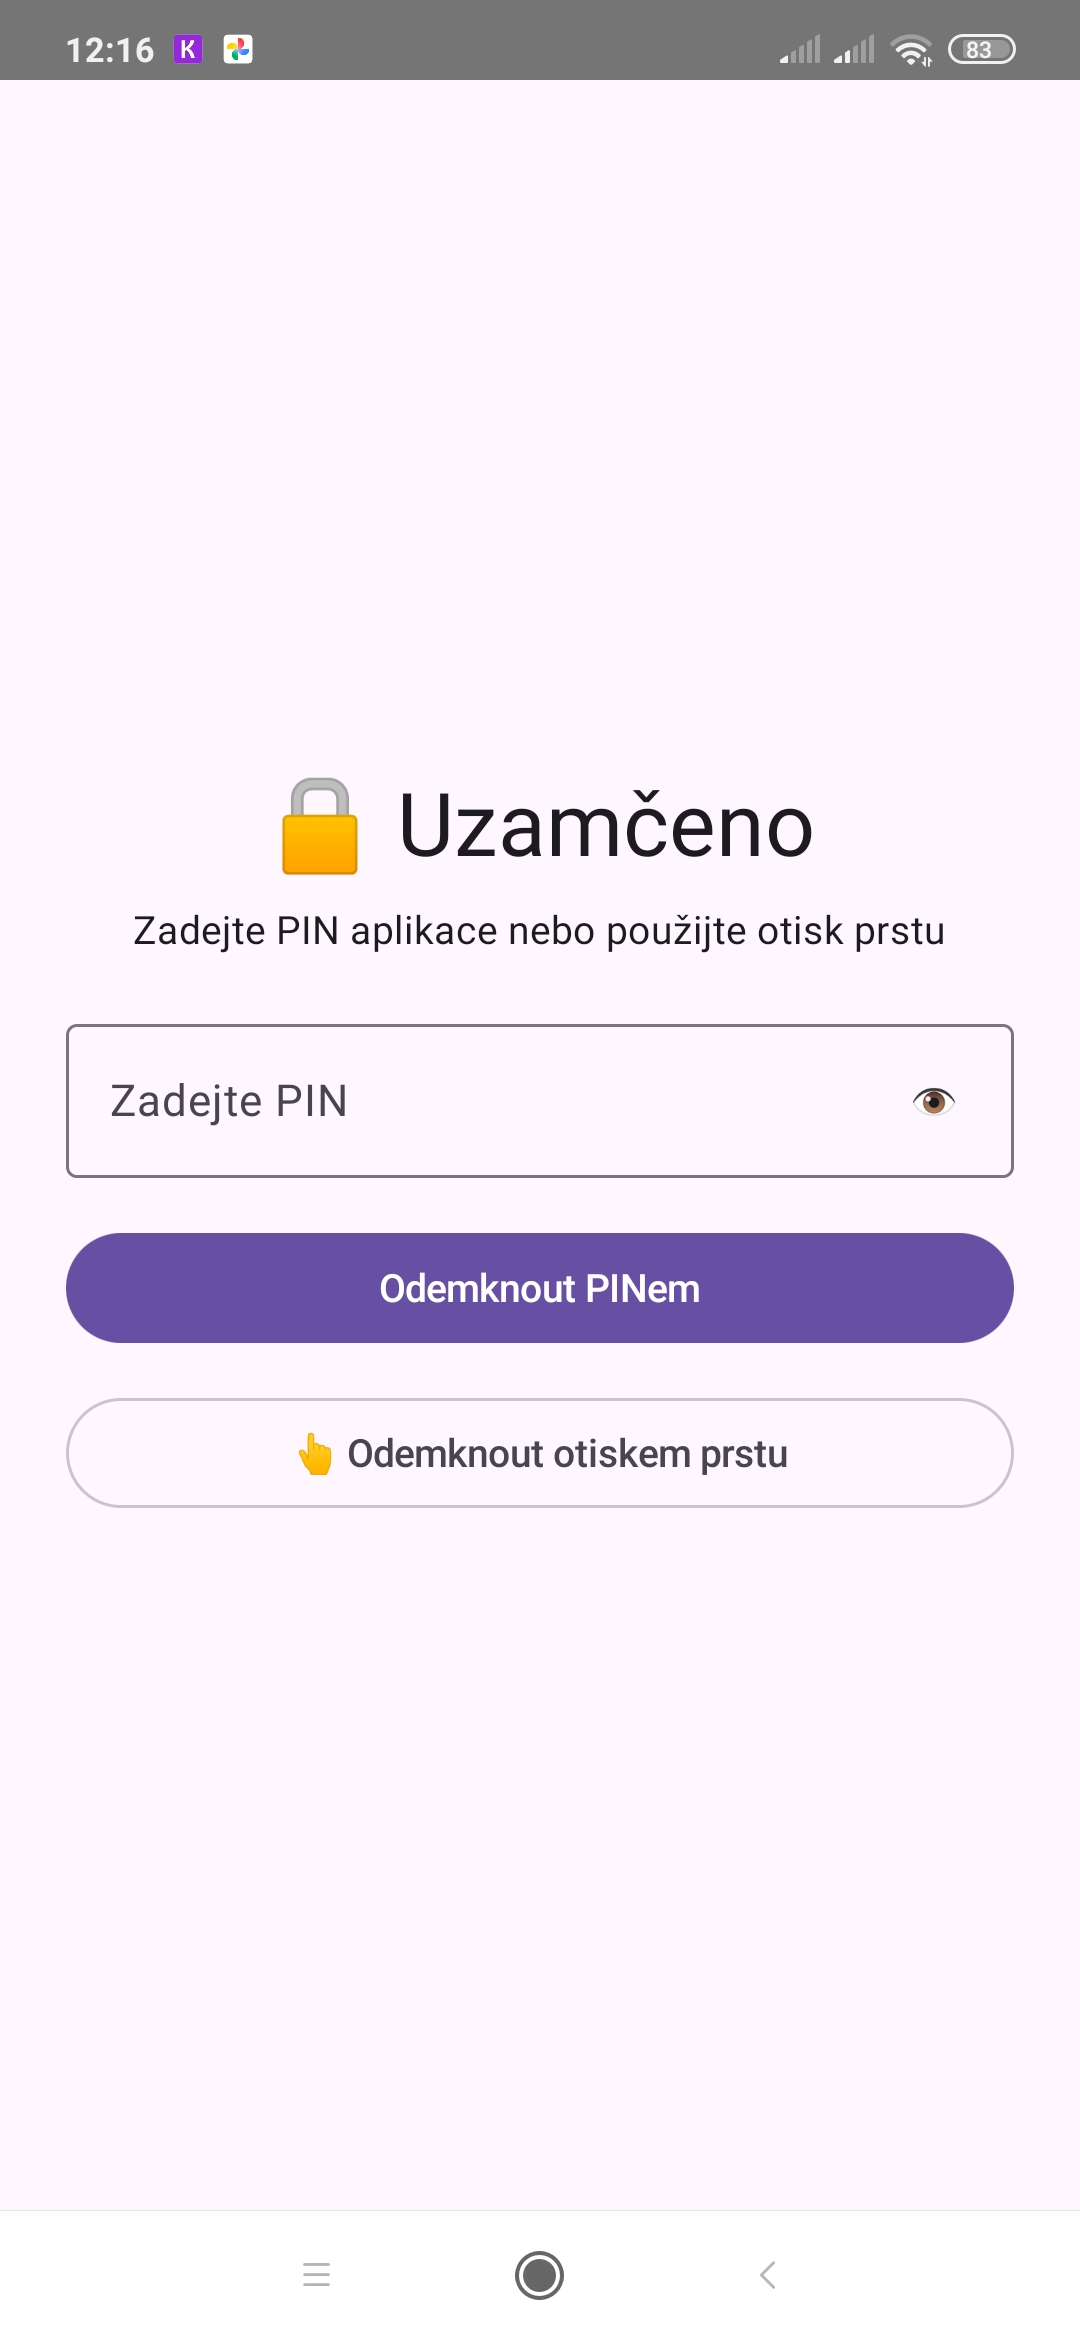 12:16
83
Uzamčeno
Zadejte PIN aplikace nebo použijte otisk prstu
Zadejte PIN
Odemknout PINem
Odemknout otiskem prstu